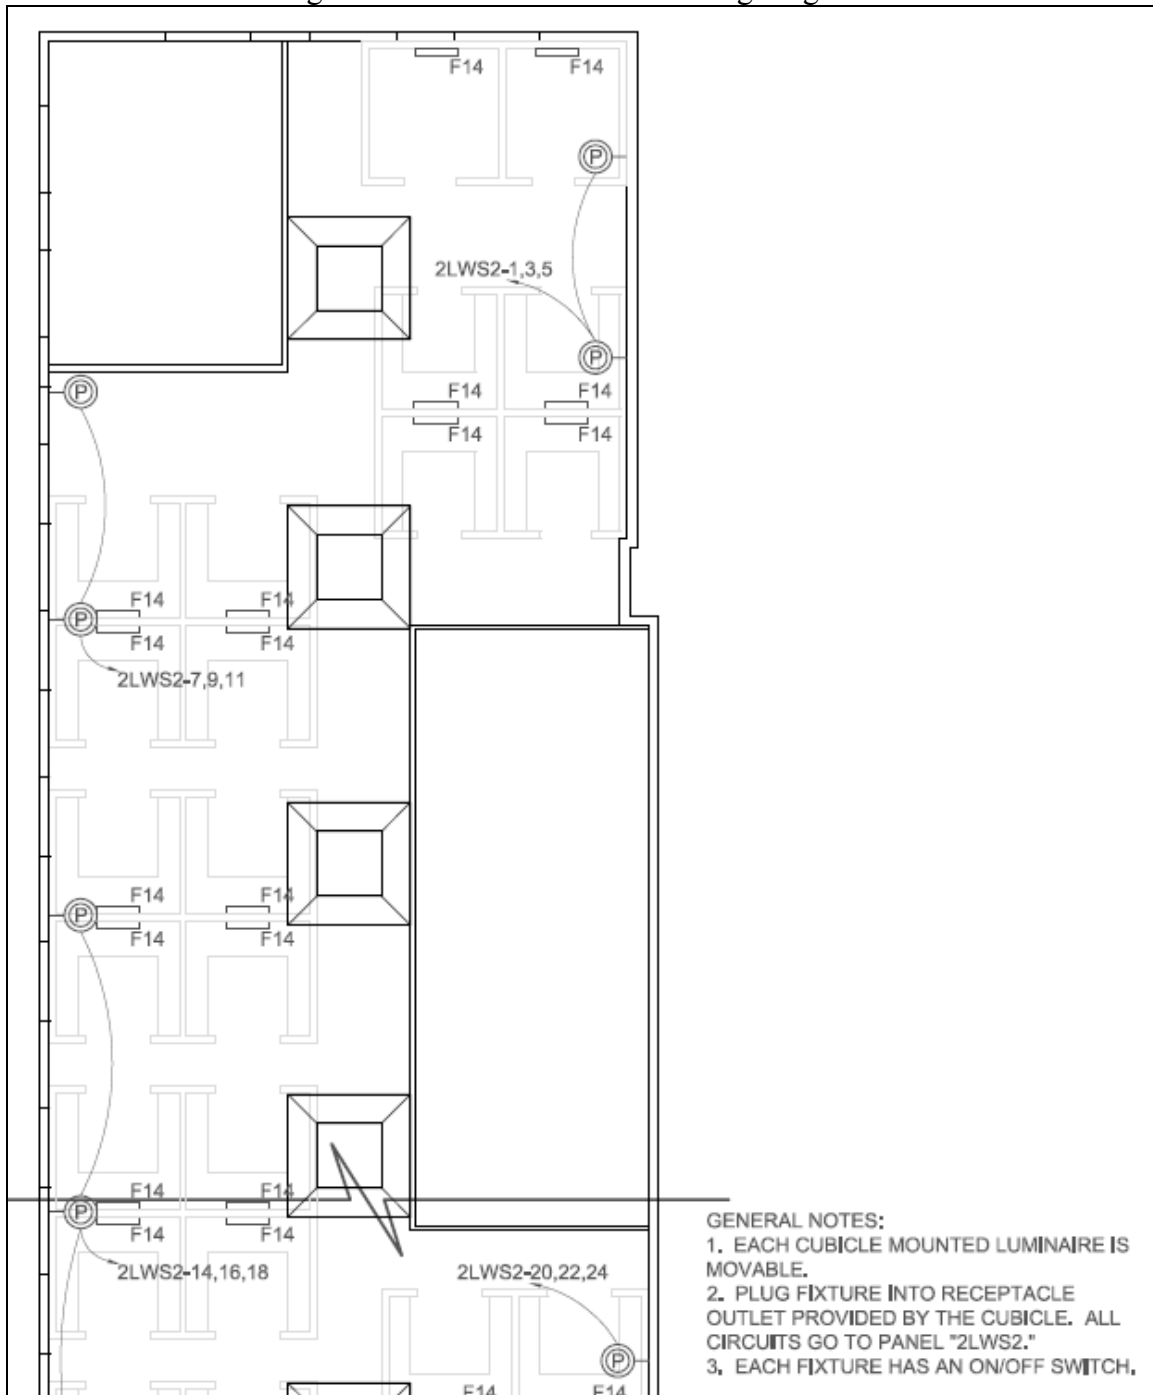 F14 F14
P
2LWS2-1,3,5
P
P
F14 F14
F14 F14
F14 F14
P
F14 F14
2LWS2-7,9,11
F14 F14
P
F14 F14
F14 F14
P
F14 F14
2LWS2-14,16,18
2LWS2-20,22,24
P
F14 F14
GENERAL NOTES:
1. EACH CUBICLE MOUNTED LUMINAIRE IS
MOVABLE.
2. PLUG FIXTURE INTO RECEPTACLE
OUTLET PROVIDED BY THE CUBICLE. ALL
CIRCUITS GO TO PANEL "2LWS2."
3. EACH FIXTURE HAS AN ON/OFF SWITCH.